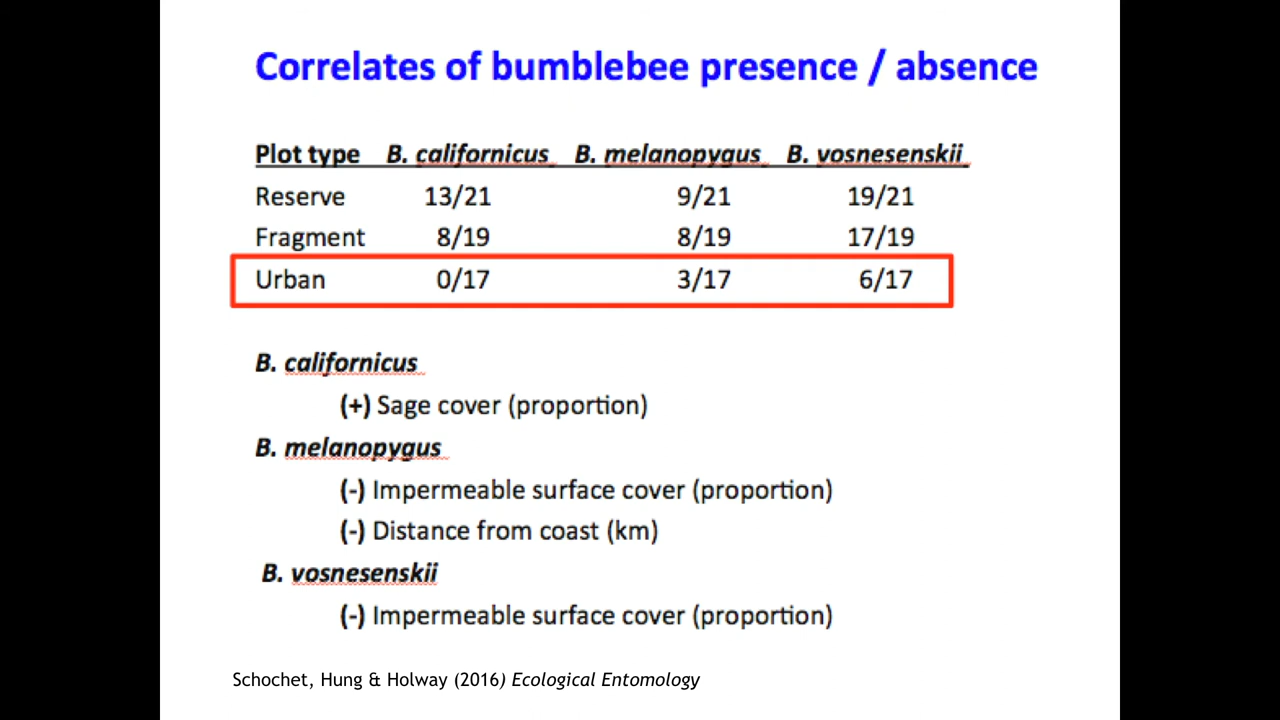 Correlates of bumblebee presence / absence
Plot type B. californicus B. melanopygus B. vosnesenskii
Reserve 13/21 9/21 19/21
Fragment 8/19 8/19 17/19
Urban 0/17 3/17 6/17
B. californicus
(+) Sage cover (proportion)
B. melanopygus
(-) Impermeable surface cover (proportion)
(-) Distance from coast (km)
B. vosnesenskii
(-) Impermeable surface cover (proportion)
Schochet, Hung & Holway (2016) Ecological Entomology